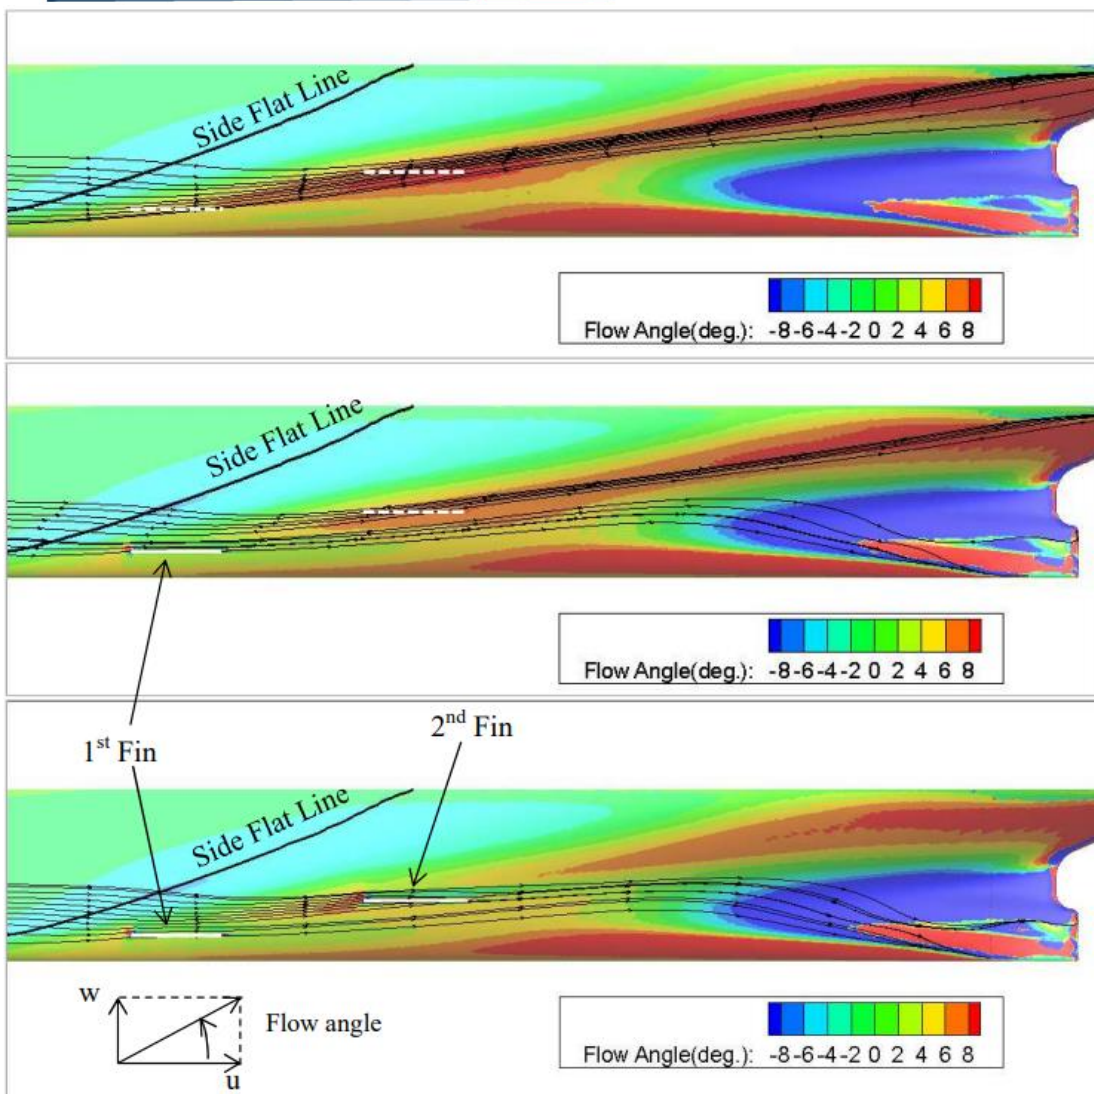 Side Flat Line
Flow Angle(deg.): -8 -6 -4 -2 0 2 4 6 8
Side Flat Line
Flow Angle(deg.): -8 -6 -4 -2 0 2 4 6 8
1st Fin
2nd Fin
Side Flat Line
w
Flow angle
u
Flow Angle(deg.): -8 -6 -4 -2 0 2 4 6 8